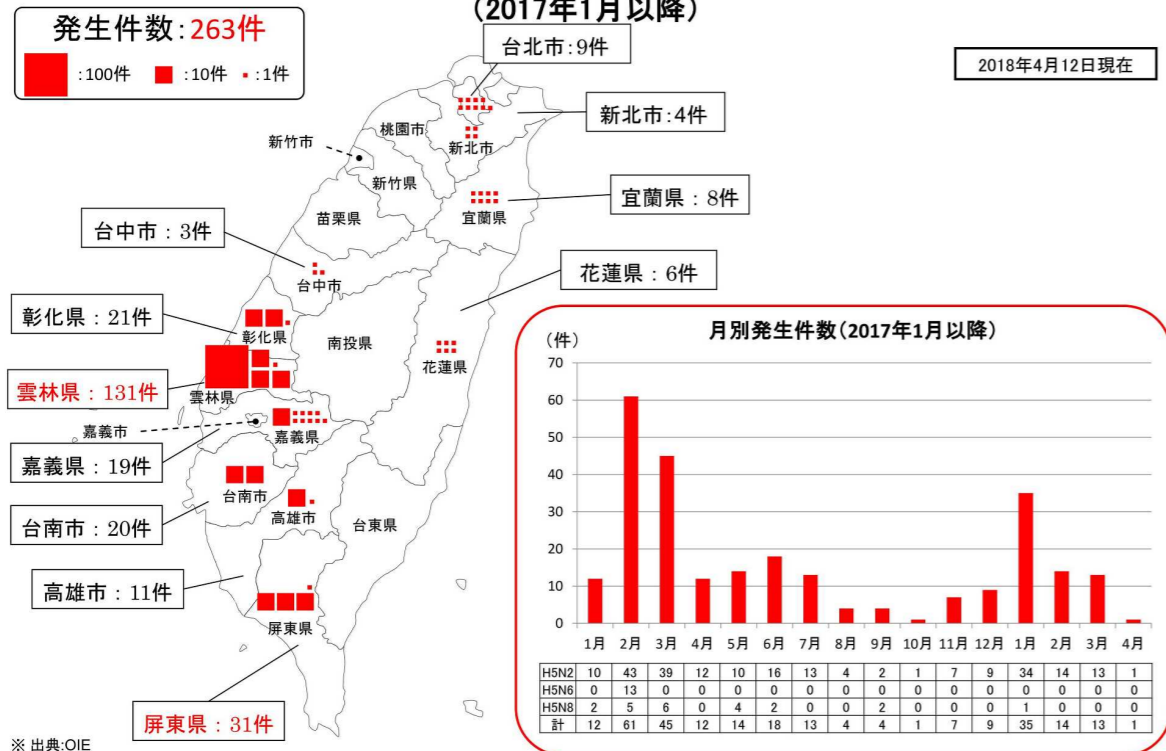 (2017年1月以降)
発生件数:263件
:100件 :10件 :1件
2018年4月12日現在
台北市:9件
新北市:4件
桃園市
新北市
新竹市
新竹県
宜蘭県:8件
宜蘭県
苗栗県
台中市:3件
台中市
花蓮県:6件
彰化県:21件
彰化県
南投県
花蓮県
雲林県:131件
雲林県
嘉義市
嘉義県
嘉義県:19件
台南市
高雄市
台東県
台南市:20件
高雄市:11件
屏東県
屏東県:31件
※ 出典:OIE
月別発生件数(2017年1月以降)
(件)
70
60
50
40
30
20
10
0
1月 2月 3月 4月 5月 6月 7月 8月 9月 10月 11月 12月 1月 2月 3月 4月
H5N2 10 43 39 12 10 16 13 4 2 1 7 9 34 14 13 1
H5N6 0 13 0 0 0 0 0 0 0 0 0 0 0 0 0 0
H5N8 2 5 6 0 4 2 0 0 2 0 0 0 1 0 0 0
計 12 61 45 12 14 18 13 4 4 1 7 9 35 14 13 1